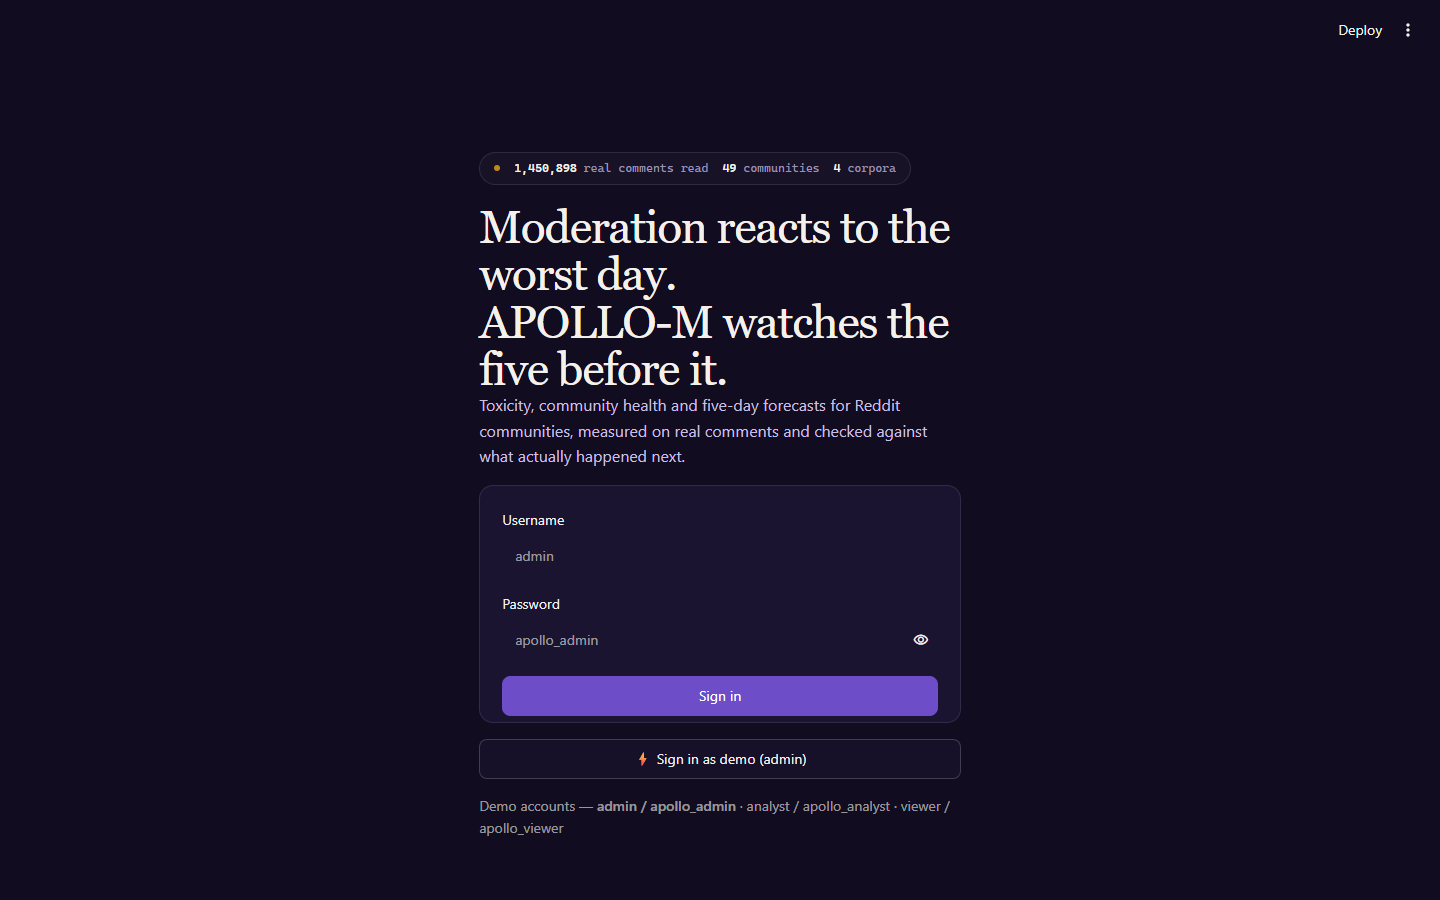 Deploy
1,450,898 real comments read 49 communities 4 corpora
Moderation reacts to the
worst day.
APOLLO-M watches the
five before it.
Toxicity, community health and five-day forecasts for Reddit
communities, measured on real comments and checked against
what actually happened next.
Username
admin
Password
apollo_admin
Sign in
Sign in as demo (admin)
Demo accounts — admin / apollo_admin · analyst / apollo_analyst · viewer /
apollo_viewer